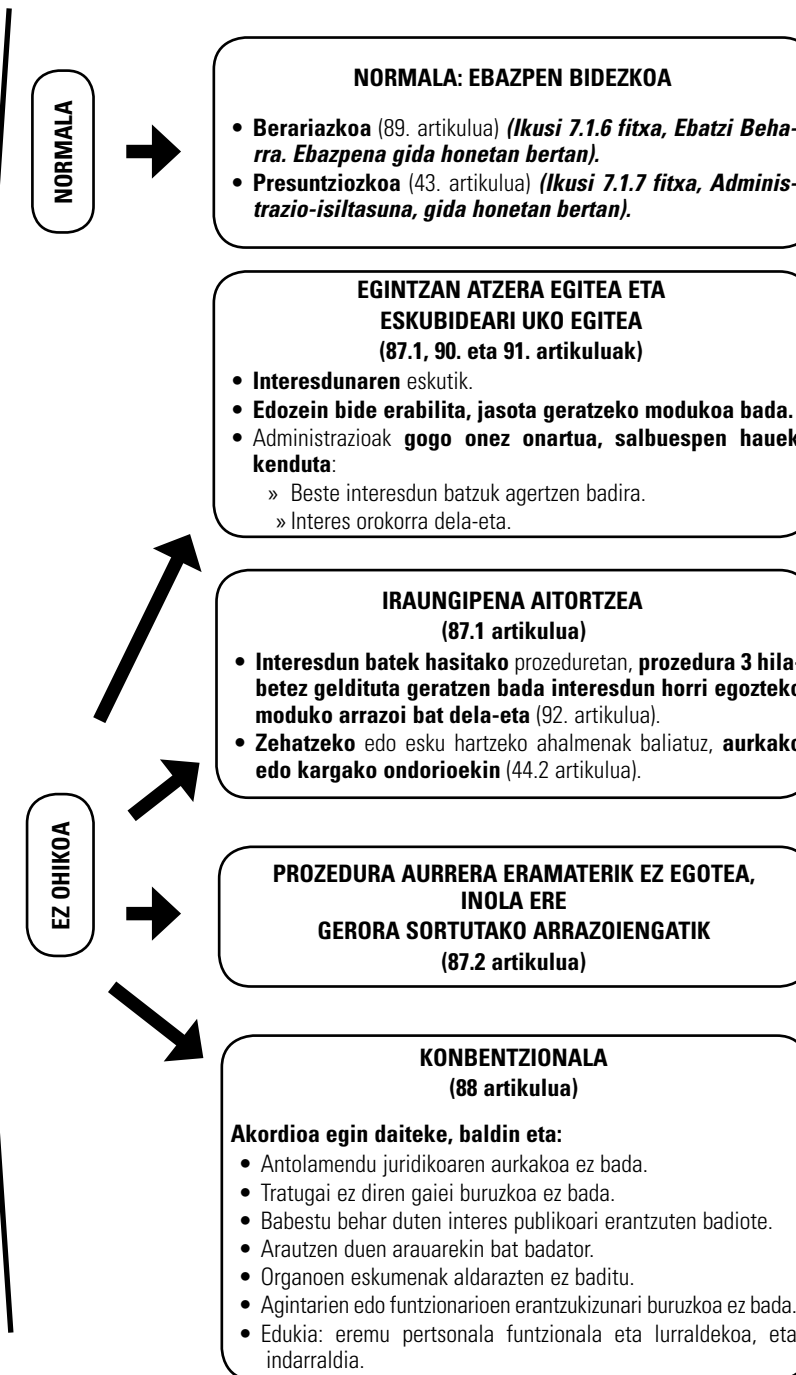 NORMALA
NORMALA: EBAZPEN BIDEZKOA
• Berariazkoa (89. artikulua) (Ikusi 7.1.6 fitxa, Ebatzi Beha-
rra. Ebazpena gida honetan bertan).
• Presuntziozkoa (43. artikulua) (Ikusi 7.1.7 fitxa, Adminis-
trazio-isiltasuna, gida honetan bertan).
EGINTZAN ATZERA EGITEA ETA
ESKUBIDEARI UKO EGITEA
(87.1, 90. eta 91. artikuluak)
• Interesdunaren eskutik.
• Edozein bide erabilita, jasota geratzeko modukoa bada.
• Administrazioak gogo onez onartua, salbuespen hauek
kenduta:
» Beste interesdun batzuk agertzen badira.
» Interes orokorra dela-eta.
IRAUNGIPENA AITORTZEA
(87.1 artikulua)
• Interesdun batek hasitako prozeduretan, prozedura 3 hila-
betez geldituta geratzen bada interesdun horri egozteko
moduko arrazoi bat dela-eta (92. artikulua).
• Zehatzeko edo esku hartzeko ahalmenak baliatuz, aurkako
edo kargako ondorioekin (44.2 artikulua).
EZ OHIKOA
PROZEDURA AURRERA ERAMATERIK EZ EGOTEA,
INOLA ERE
GERORA SORTUTAKO ARRAZOIENGATIK
(87.2 artikulua)
KONBENTZIONALA
(88 artikulua)
Akordioa egin daiteke, baldin eta:
• Antolamendu juridikoaren aurkakoa ez bada.
• Tratugai ez diren gaiei buruzkoa ez bada.
• Babestu behar duten interes publikoari erantzuten badiote.
• Arautzen duen arauarekin bat badator.
• Organoen eskumenak aldarazten ez baditu.
• Agintarien edo funtzionarioen erantzukizunari buruzkoa ez bada.
• Edukia: eremu pertsonala funtzionala eta lurraldekoa, eta
indarraldia.